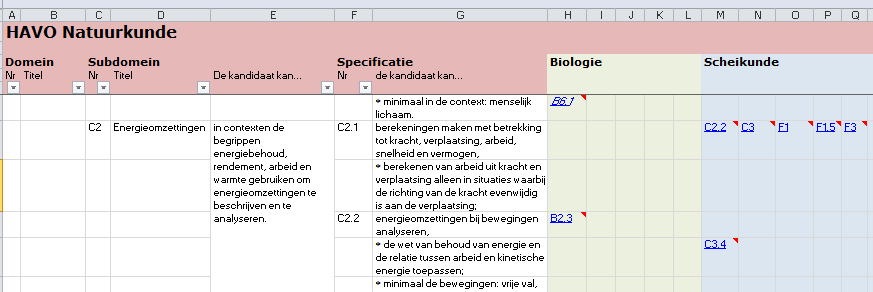 A B C D E F G H I J K L M N O P Q
HAVO Natuurkunde
Domein Subdomein Specificatie Biologie Scheikunde
Nr Titel Nr Titel De kandidaat kan... Nr de kandidaat kan...
• minimaal in de context: menselijk B6.1
lichaam.
C2 Energieomzettingen in contexten de C2.1 berekeningen maken met betrekking C2.2 C3 F1 F1.5 F3
begrippen tot kracht, verplaatsing, arbeid,
energiebehoud, snelheid en vermogen,
rendement, arbeid en • berekenen van arbeid uit kracht en
warmte gebruiken om verplaatsing alleen in situaties waarbij
energieomzettingen te de richting van de kracht evenwijdig
beschrijven en te is aan de verplaatsing;
analyseren. C2.2 energieomzettingen bij bewegingen B2.3
analyseren,
• de wet van behoud van energie en C3.4
de relatie tussen arbeid en kinetische
energie toepassen;
• minimaal de bewegingen: vrije val,